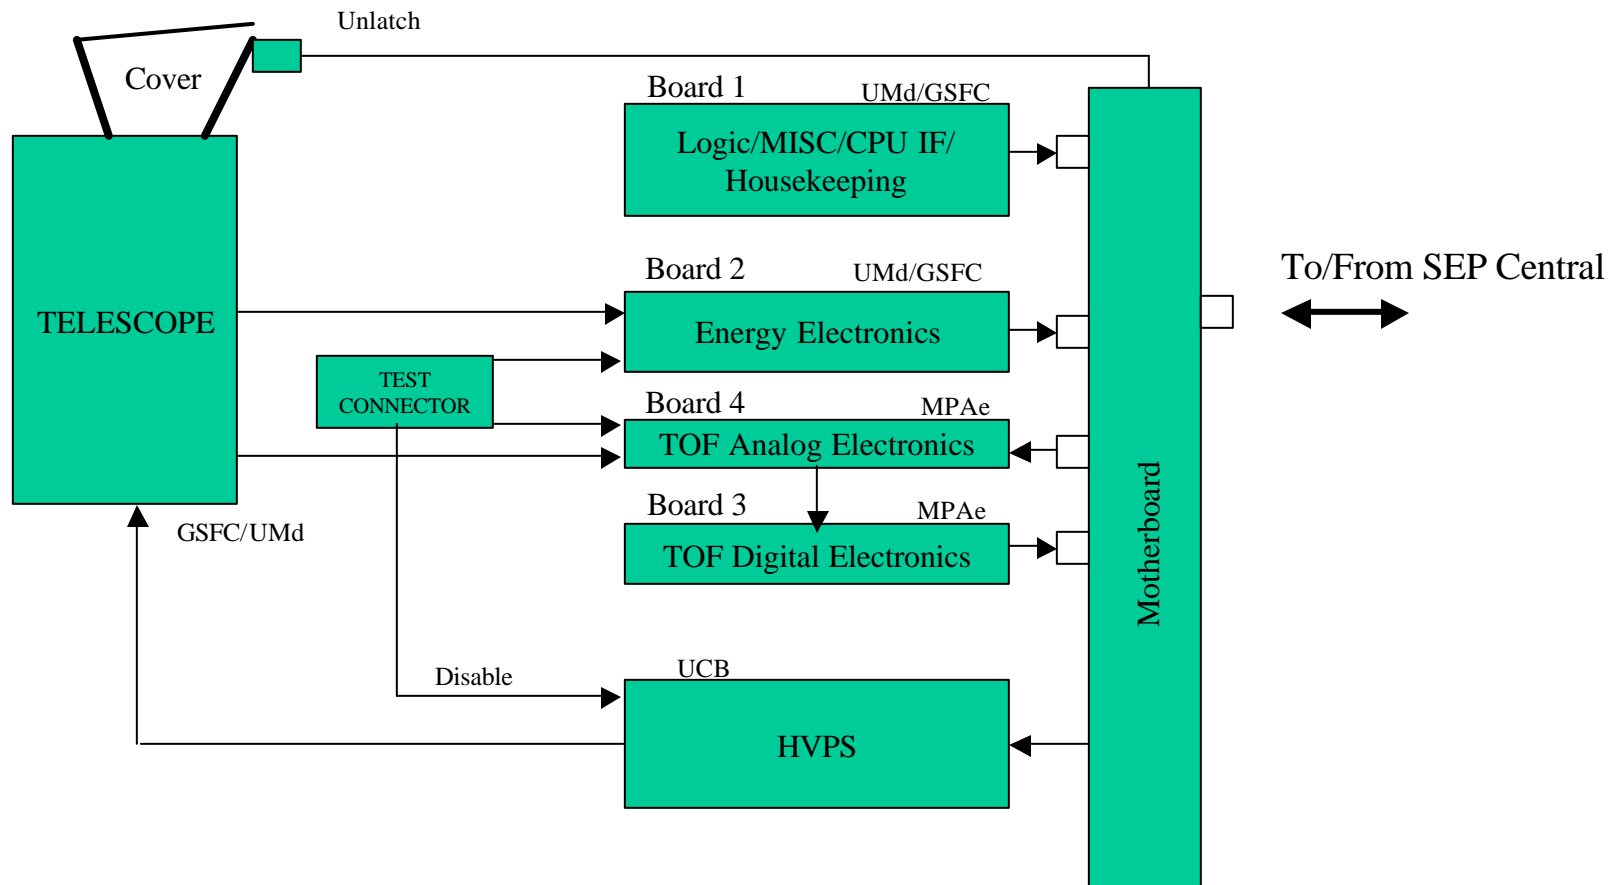 Unlatch
Cover
Board 1
UMd/GSFC
Logic/MISC/CPU IF/
Housekeeping
Board 2
UMd/GSFC
To/From SEP Central
TELESCOPE
Energy Electronics
TEST
CONNECTOR
Board 4
MPAe
TOF Analog Electronics
Board 3
MPAe
GSFC/UMd
TOF Digital Electronics
Motherboard
Disable
UCB
HVPS